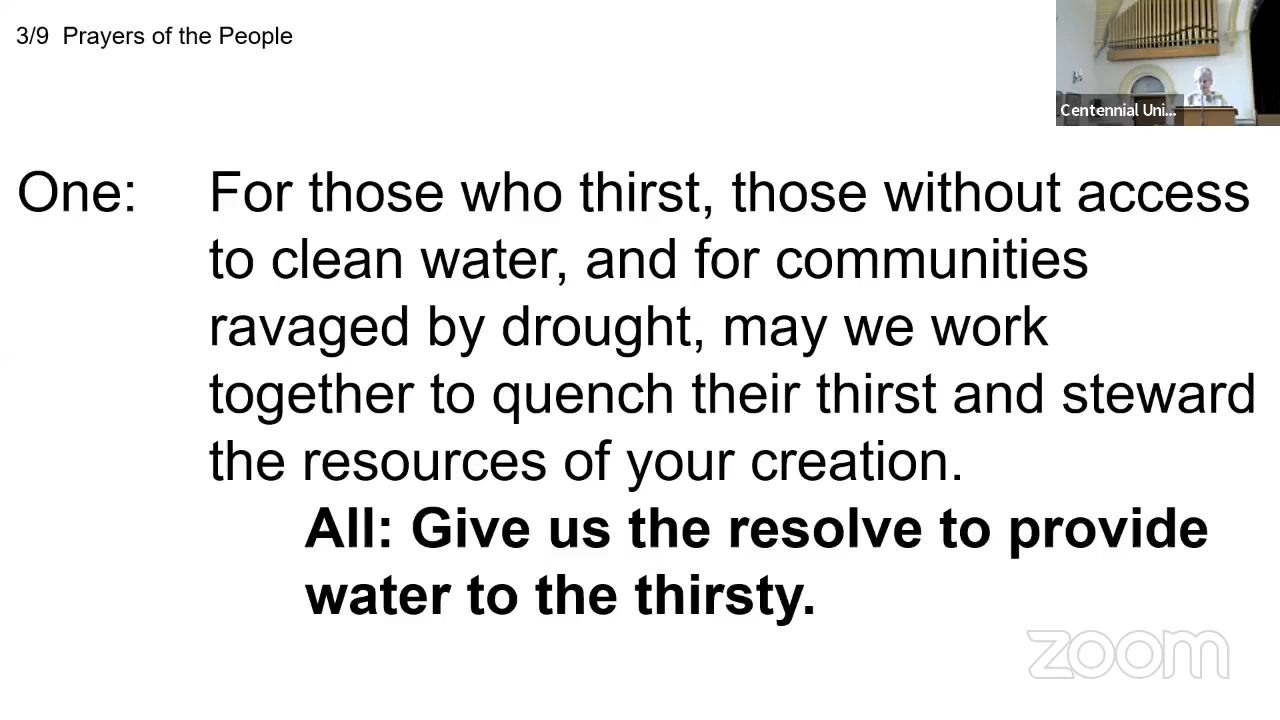 3/9 Prayers of the People
Centennial Uni...
One: For those who thirst, those without access
to clean water, and for communities
ravaged by drought, may we work
together to quench their thirst and steward
the resources of your creation.
All: Give us the resolve to provide
water to the thirsty.
zoom